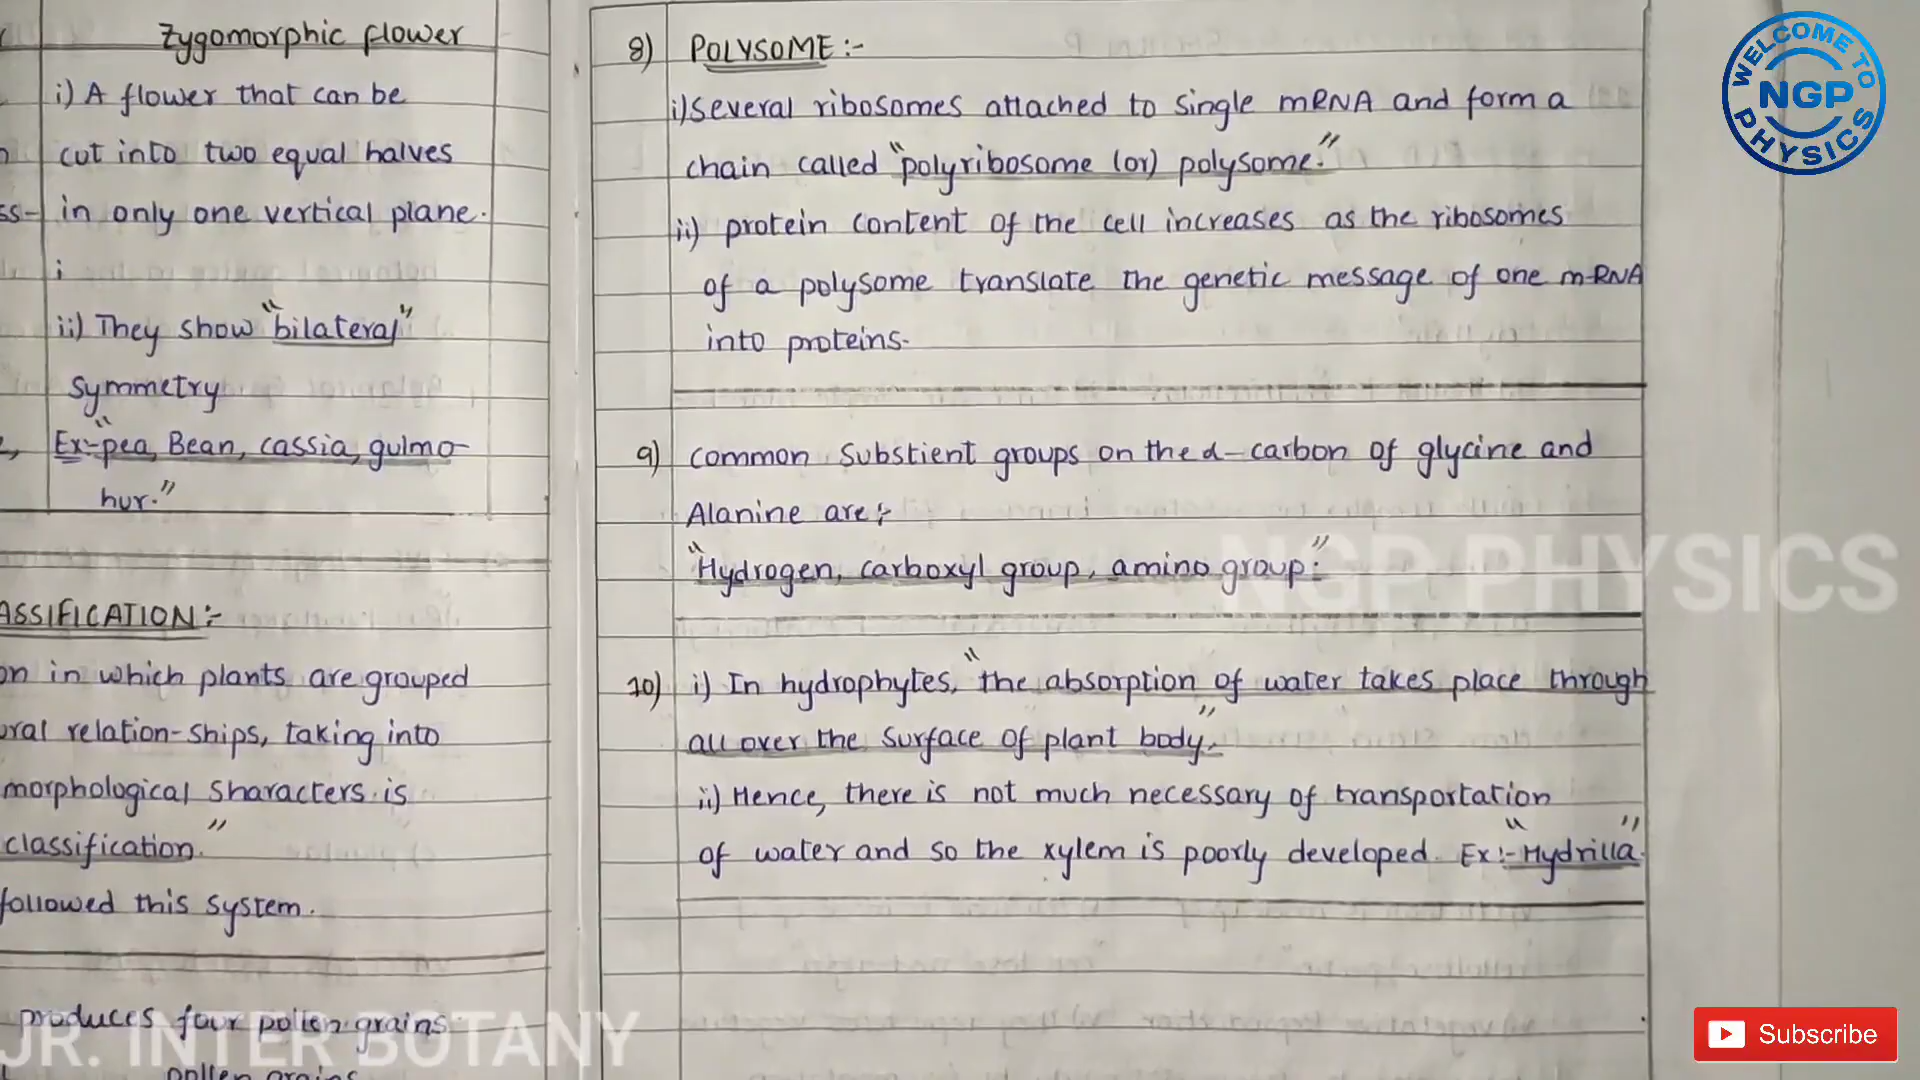 Zygomorphic flower
i) A flower that can be
cut into two equal halves
ss- in only one vertical plane.
i
ii) They show "bilateral"
symmetry
Ex:- "pea, Bean, cassia, gulmo-
hur."
ASSIFICATION :-
on in which plants are grouped
oral relation-ships, taking into
morphological sharacters is
classification."
followed this system.
produces four pollen grains
pollen grains
8) POLYSOME :-
i) Several ribosomes attached to single mRNA and form a
chain called "polyribosome (or) polysome."
ii) protein content of the cell increases as the ribosomes
of a polysome translate the genetic message of one m-RNA
into proteins.
9) common substient groups on the α- carbon of glycine and
Alanine are :-
"Hydrogen, carboxyl group, amino group."
10) i) In hydrophytes, "the absorption of water takes place through
all over the surface of plant body."
ii) Hence, there is not much necessary of transportation
of water and so the xylem is poorly developed. Ex :- "Hydrilla".
WELCOME TO
NGP
PHYSICS
NGP PHYSICS
JR. INTER BOTANY
Subscribe